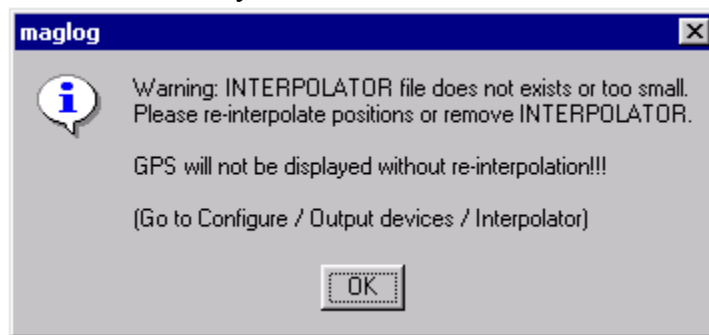 maglog
Warning: INTERPOLATOR file does not exists or too small.
Please re-interpolate positions or remove INTERPOLATOR.
GPS will not be displayed without re-interpolation!!!
(Go to Configure / Output devices / Interpolator)
OK